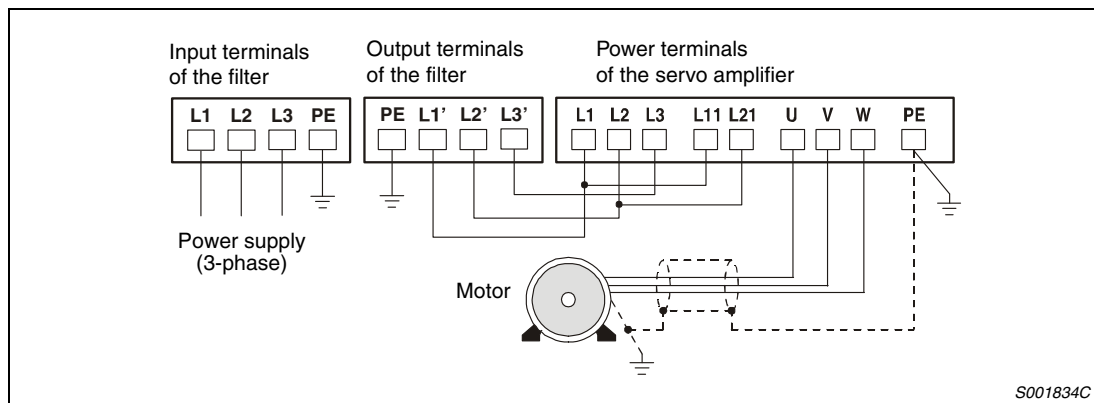 Input terminals
of the filter
Output terminals
of the filter
Power terminals
of the servo amplifier
L1 L2 L3 PE
PE L1’ L2’ L3’
L1 L2 L3 L11 L21 U V W PE
Power supply
(3-phase)
Motor
S001834C